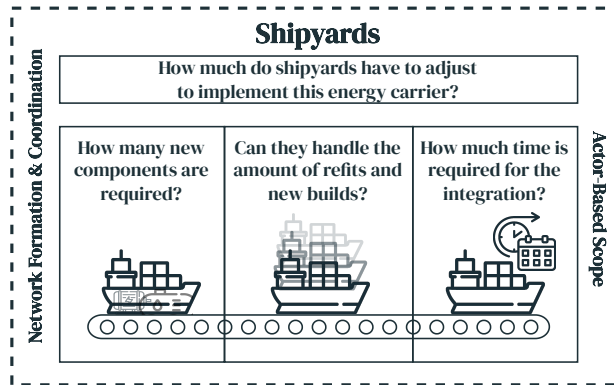 Shipyards
How much do shipyards have to adjust
to implement this energy carrier?
Network Formation & Coordination
How many new
components are
required?
Can they handle the
amount of refits and
new builds?
How much time is
required for the
integration?
Actor-Based Scope